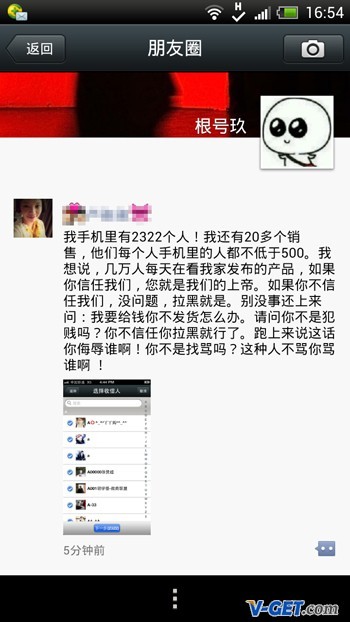 H
16:54
返回
朋友圈
根号玖
我手机里有2322个人！我还有20多个销
售，他们每个人手机里的人都不低于500。我
想说，几万人每天在看我家发布的产品，如果
你信任我们，您就是我们的上帝。如果你不信
任我们，没问题，拉黑就是。别没事还上来
问：我要给钱你不发货怎么办。请问你不是犯
贱吗？你不信任你拉黑就行了。跑上来说这话
你侮辱谁啊！你不是找骂吗？这种人不骂你骂
谁啊 ！
选择收信人
5分钟前
V-GET.com